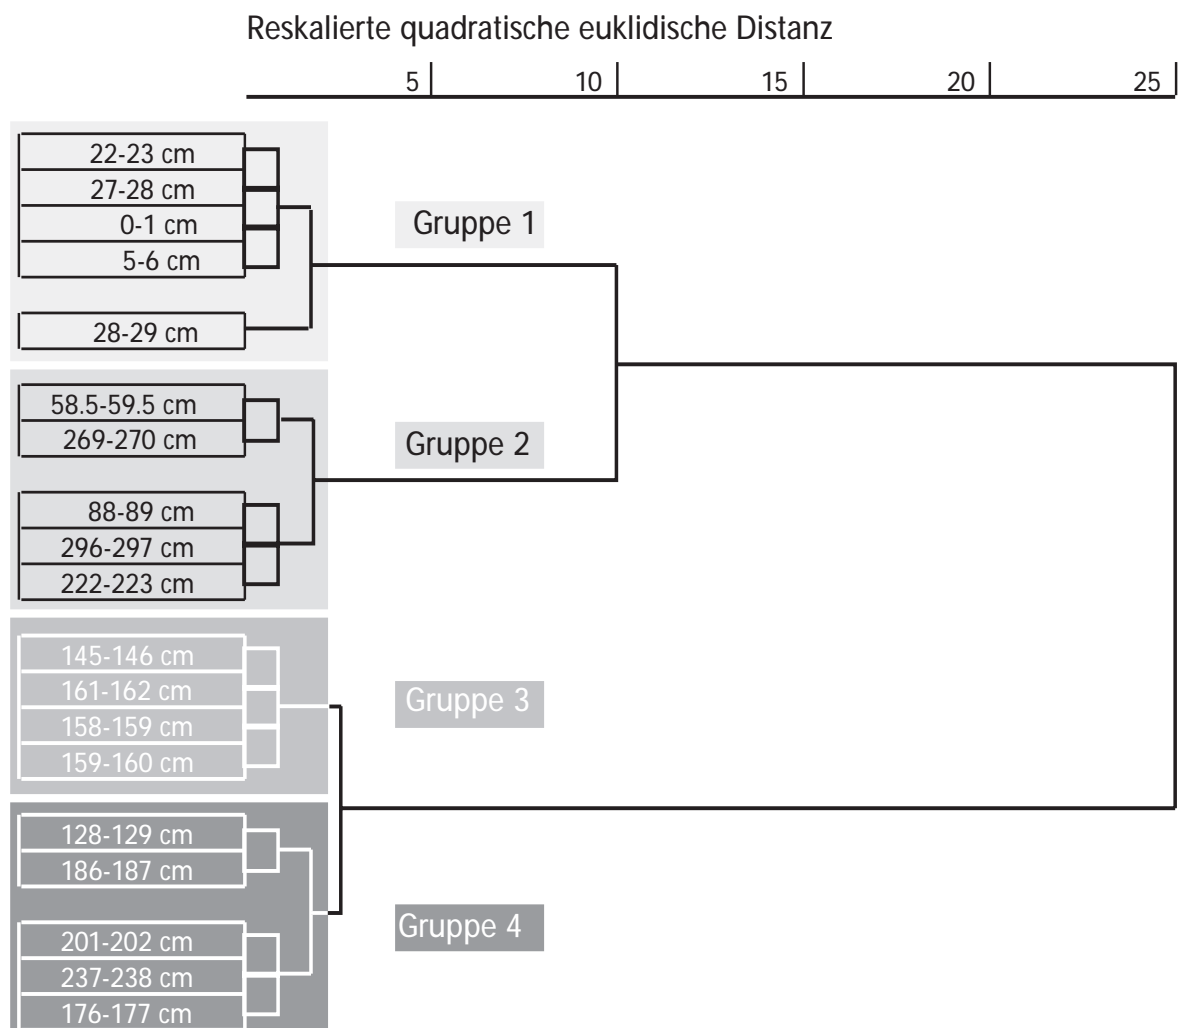 Reskalierte quadratische euklidische Distanz
5 10 15 20 25
22-23 cm
27-28 cm
0-1 cm
5-6 cm
28-29 cm
Gruppe 1
58.5-59.5 cm
269-270 cm
88-89 cm
296-297 cm
222-223 cm
Gruppe 2
145-146 cm
161-162 cm
158-159 cm
159-160 cm
Gruppe 3
128-129 cm
186-187 cm
201-202 cm
237-238 cm
176-177 cm
Gruppe 4